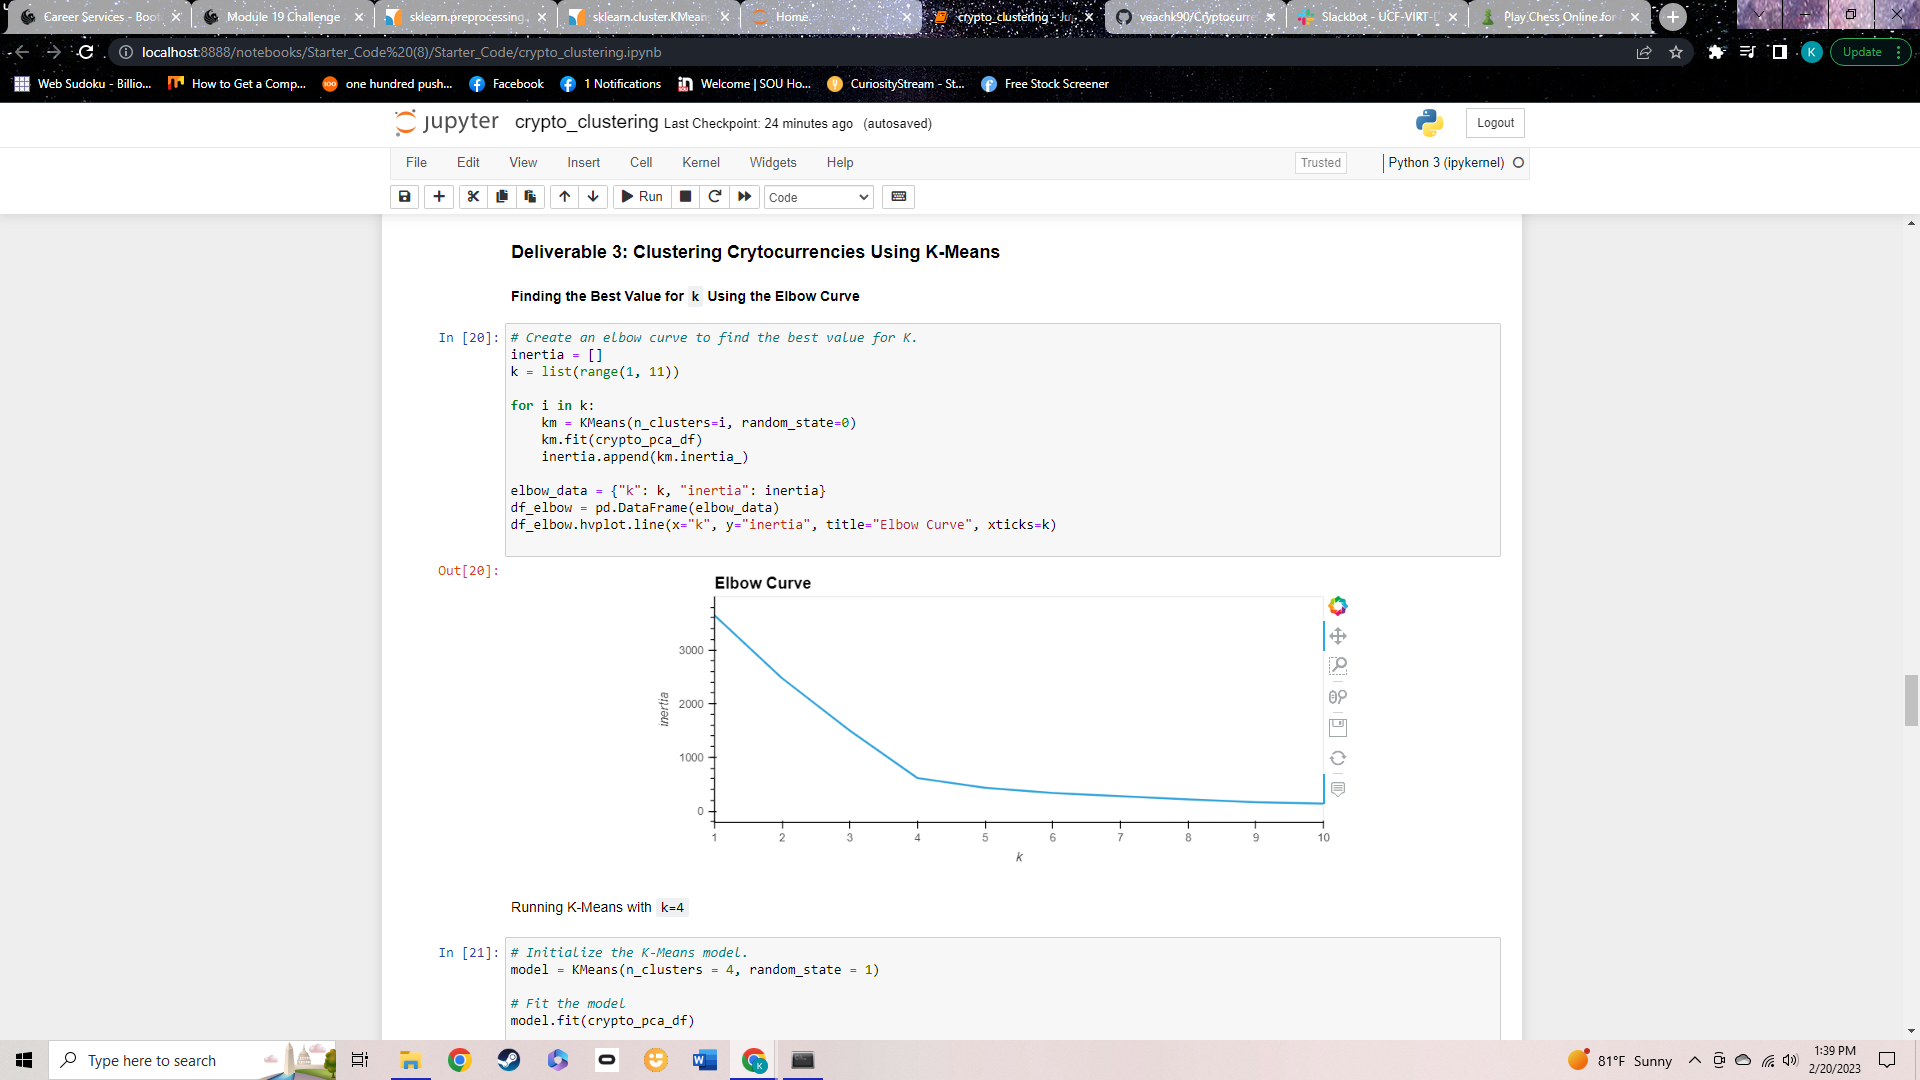 Career Services - Boot
Module 19 Challenge
sklearn.preprocessing.
sklearn.cluster.KMean
Home
crypto_clustering - Ju
veachk90/Cryptocurre
Slackbot - UCF-VIRT-
Play Chess Online for
localhost:8888/notebooks/Starter_Code%20(8)/Starter_Code/crypto_clustering.ipynb
K
Update
Web Sudoku - Billio...
How to Get a Comp...
one hundred push...
Facebook
1 Notifications
Welcome | SOU Ho...
CuriosityStream - St...
Free Stock Screener
jupyter crypto_clustering Last Checkpoint: 24 minutes ago (autosaved)
Logout
File Edit View Insert Cell Kernel Widgets Help
Trusted
Python 3 (ipykernel)
Run
Code
Deliverable 3: Clustering Crytocurrencies Using K-Means
Finding the Best Value for k Using the Elbow Curve
In [20]:
# Create an elbow curve to find the best value for K.
inertia = []
k = list(range(1, 11))
for i in k:
km = KMeans(n_clusters=i, random_state=0)
km.fit(crypto_pca_df)
inertia.append(km.inertia_)
elbow_data = {"k": k, "inertia": inertia}
df_elbow = pd.DataFrame(elbow_data)
df_elbow.hvplot.line(x="k", y="inertia", title="Elbow Curve", xticks=k)
Out[20]:
Elbow Curve
3000
2000
1000
0
inertia
1 2 3 4 5 6 7 8 9 10
k
Running K-Means with k=4
In [21]:
# Initialize the K-Means model.
model = KMeans(n_clusters = 4, random_state = 1)
# Fit the model
model.fit(crypto_pca_df)
Type here to search
81°F Sunny
1:39 PM
2/20/2023